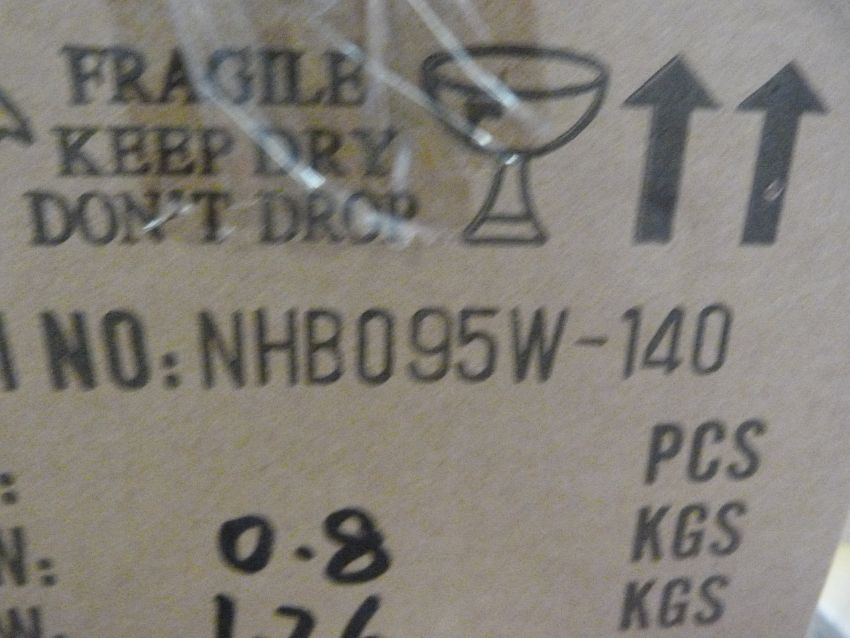 FRAGILE
KEEP DRY
DON'T DROP
NO: NHB095W-140
PCS
: 0.8 KGS
KGS